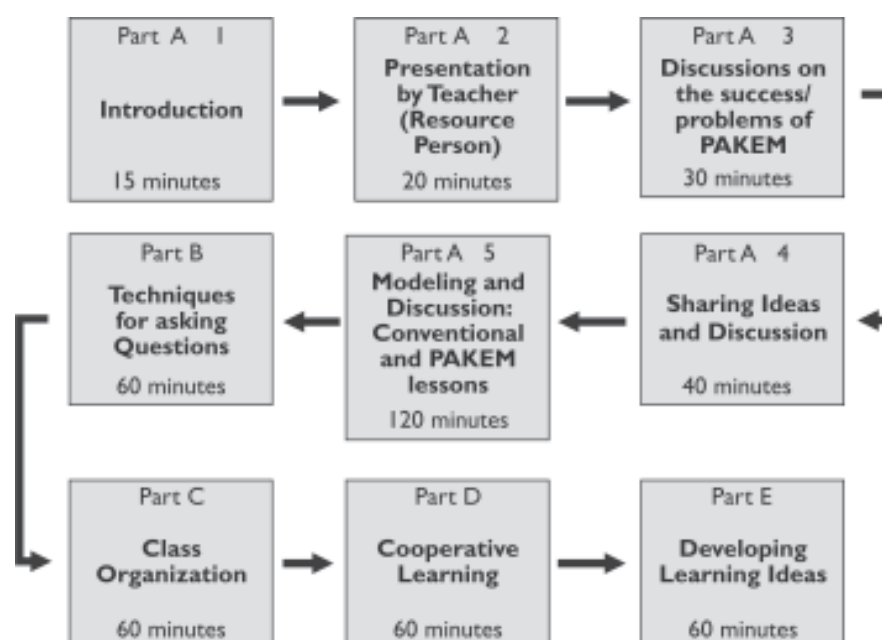 Part A 1
Introduction
15 minutes
Part A 2
Presentation
by Teacher
(Resource
Person)
20 minutes
Part A 3
Discussions on
the success/
problems of
PAKEM
30 minutes
Part A 4
Sharing Ideas
and Discussion
40 minutes
Part A 5
Modeling and
Discussion:
Conventional
and PAKEM
lessons
120 minutes
Part B
Techniques
for asking
Questions
60 minutes
Part C
Class
Organization
60 minutes
Part D
Cooperative
Learning
60 minutes
Part E
Developing
Learning Ideas
60 minutes